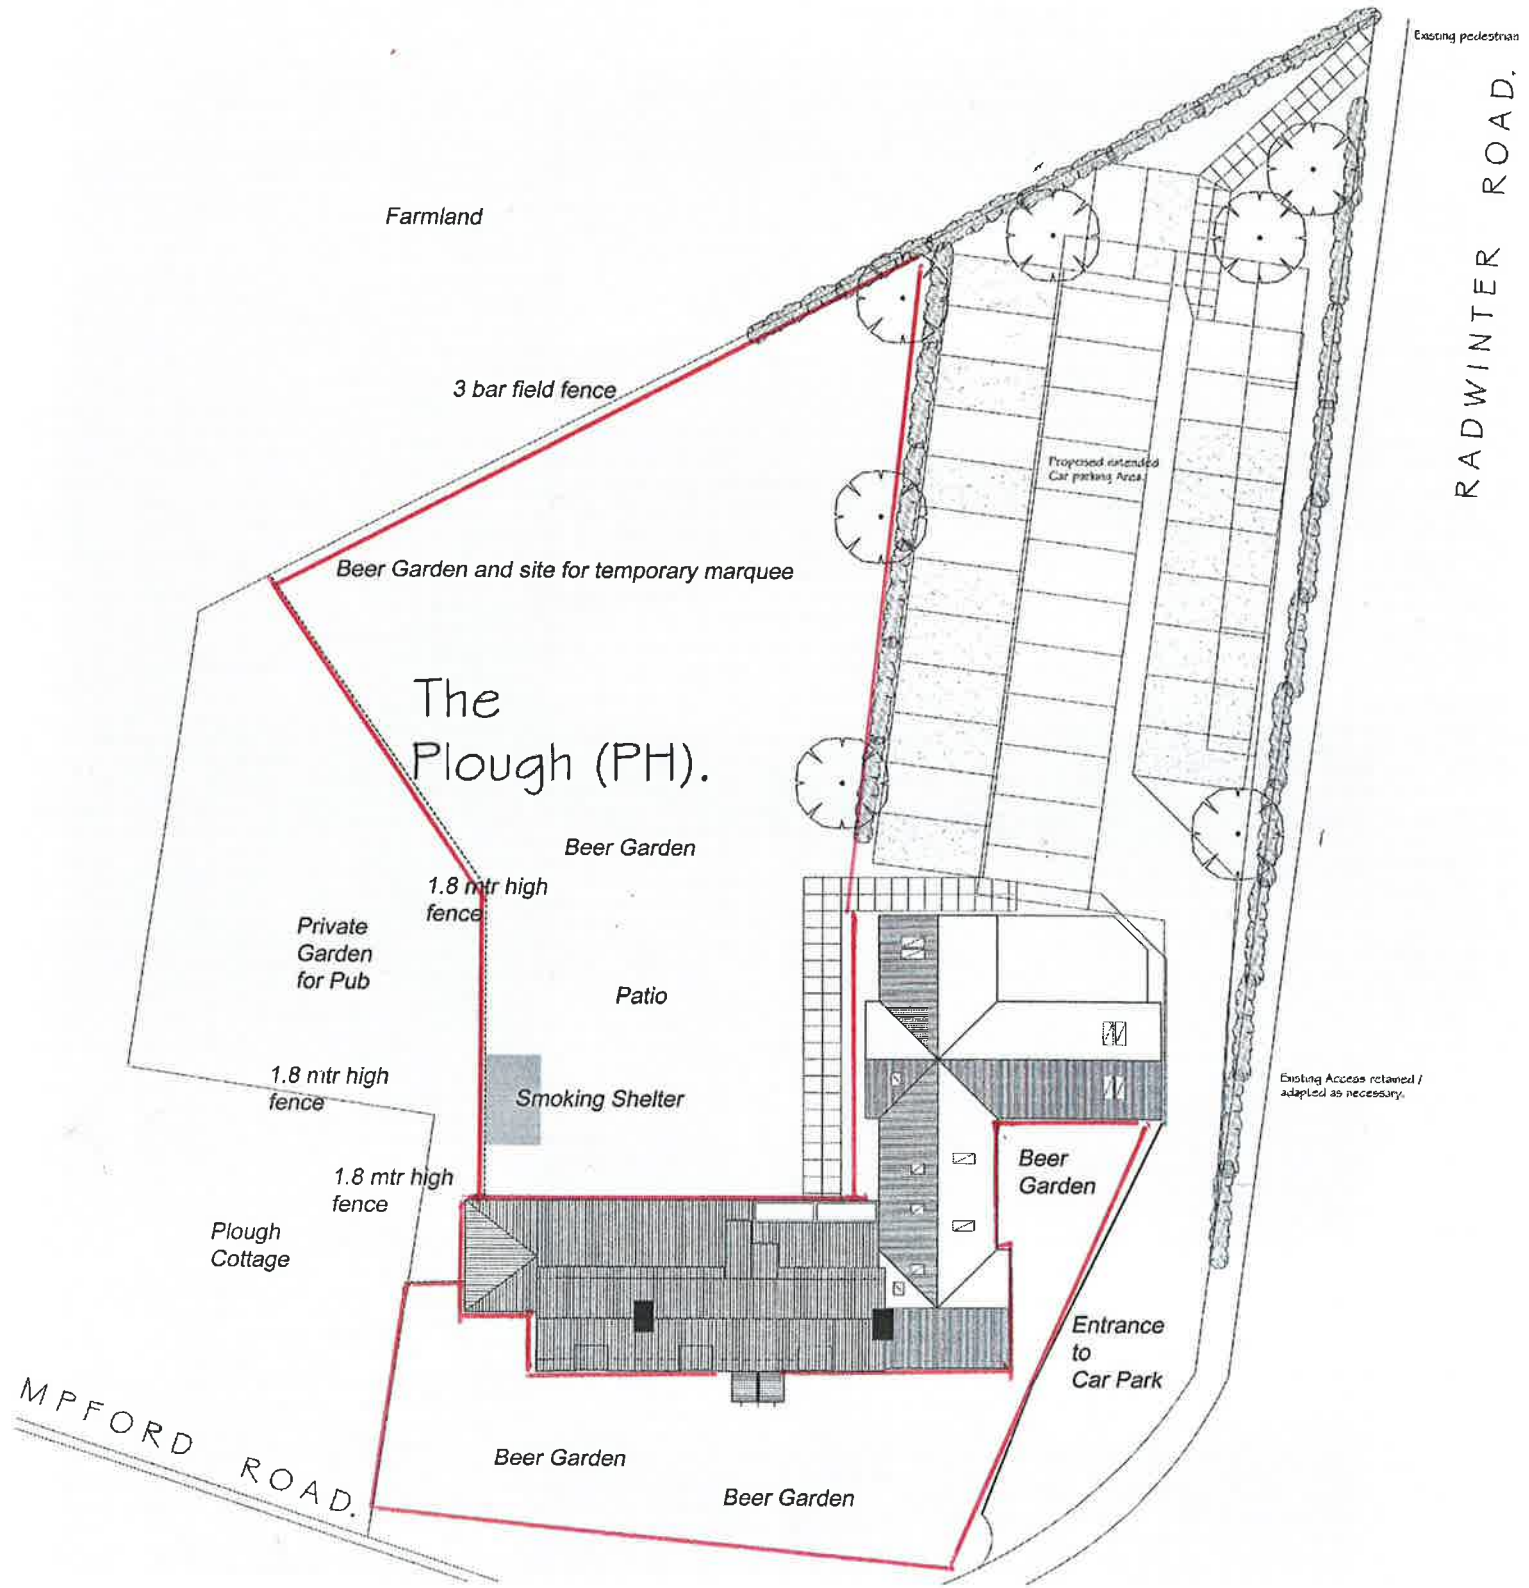 Existing pedestrian
RADWINTER ROAD.
Farmland
3 bar field fence
Proposed extended
Car parking Area
Beer Garden and site for temporary marquee
The
Plough (PH).
Beer Garden
1.8 mtr high
fence
Private
Garden
for Pub
Patio
1.8 mtr high
fence
Smoking Shelter
Existing Access retained /
adapted as necessary.
Beer
Garden
1.8 mtr high
fence
Plough
Cottage
Entrance
to
Car Park
MPFORD ROAD.
Beer Garden
Beer Garden